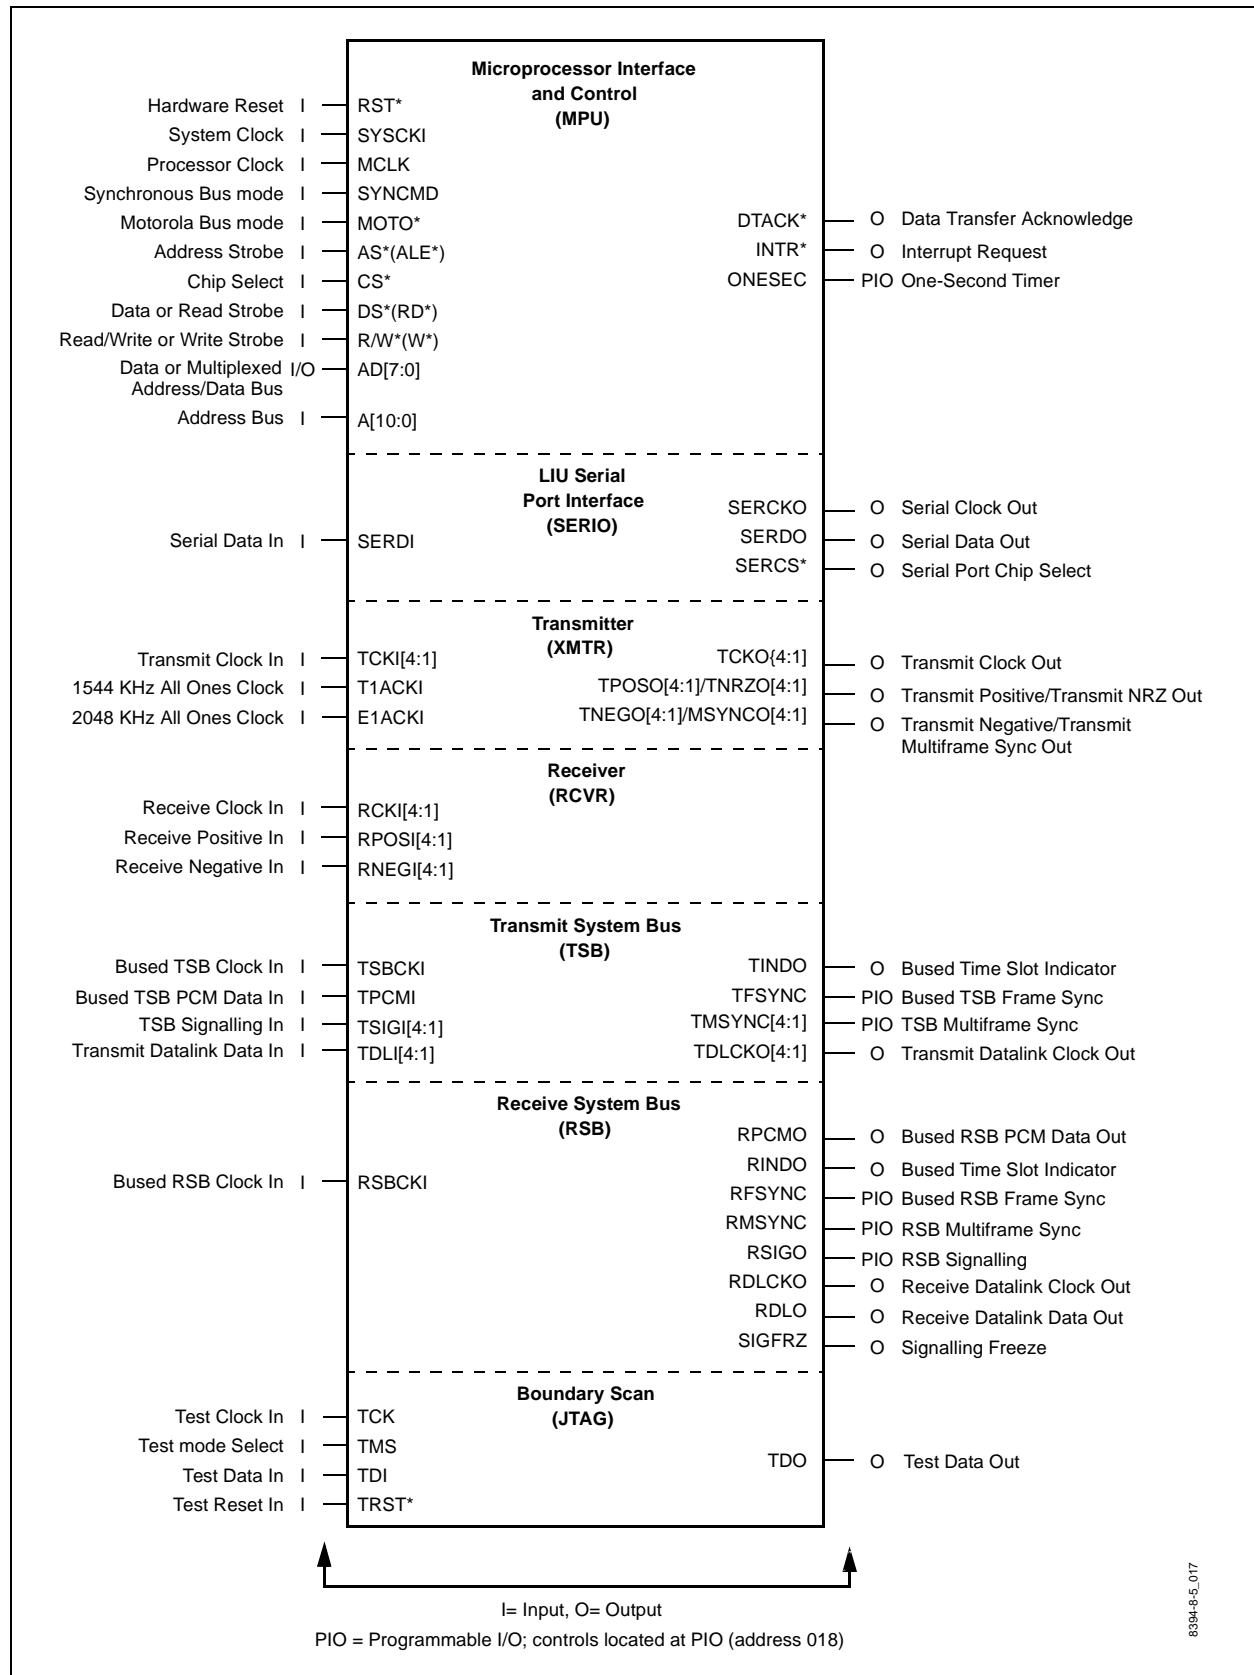 Microprocessor Interface
and Control
(MPU)
Hardware Reset I RST*
System Clock I SYSCKI
Processor Clock I MCLK
Synchronous Bus mode I SYNCMD
Motorola Bus mode I MOTO*
DTACK* O Data Transfer Acknowledge
Address Strobe I AS*(ALE*)
INTR* O Interrupt Request
Chip Select I CS*
ONESEC PIO One-Second Timer
Data or Read Strobe I DS*(RD*)
Read/Write or Write Strobe I R/W*(W*)
Data or Multiplexed I/O AD[7:0]
Address/Data Bus
Address Bus I A[10:0]
LIU Serial
Port Interface
(SERIO)
SERCKO O Serial Clock Out
Serial Data In I SERDI
SERDO O Serial Data Out
SERCS* O Serial Port Chip Select
Transmitter
(XMTR)
Transmit Clock In I TCKI[4:1]
TCKO{4:1] O Transmit Clock Out
1544 KHz All Ones Clock I T1ACKI
TPOSO[4:1]/TNRZO[4:1] O Transmit Positive/Transmit NRZ Out
2048 KHz All Ones Clock I E1ACKI
TNEGO[4:1]/MSYNCO[4:1] O Transmit Negative/Transmit
Multiframe Sync Out
Receiver
(RCVR)
Receive Clock In I RCKI[4:1]
Receive Positive In I RPOSI[4:1]
Receive Negative In I RNEGI[4:1]
Transmit System Bus
(TSB)
Bused TSB Clock In I TSBCKI
TINDO O Bused Time Slot Indicator
Bused TSB PCM Data In I TPCMI
TFSYNC PIO Bused TSB Frame Sync
TSB Signalling In I TSIGI[4:1]
TMSYNC[4:1] PIO TSB Multiframe Sync
Transmit Datalink Data In I TDLI[4:1]
TDLCKO[4:1] O Transmit Datalink Clock Out
Receive System Bus
(RSB)
RPCMO O Bused RSB PCM Data Out
RINDO O Bused Time Slot Indicator
Bused RSB Clock In I RSBCKI
RFSYNC PIO Bused RSB Frame Sync
RMSYNC PIO RSB Multiframe Sync
RSIGO PIO RSB Signalling
RDLCKO O Receive Datalink Clock Out
RDLO O Receive Datalink Data Out
SIGFRZ O Signalling Freeze
Boundary Scan
(JTAG)
Test Clock In I TCK
Test mode Select I TMS
TDO O Test Data Out
Test Data In I TDI
Test Reset In I TRST*
I= Input, O= Output
PIO = Programmable I/O; controls located at PIO (address 018)
8394-8-5_017